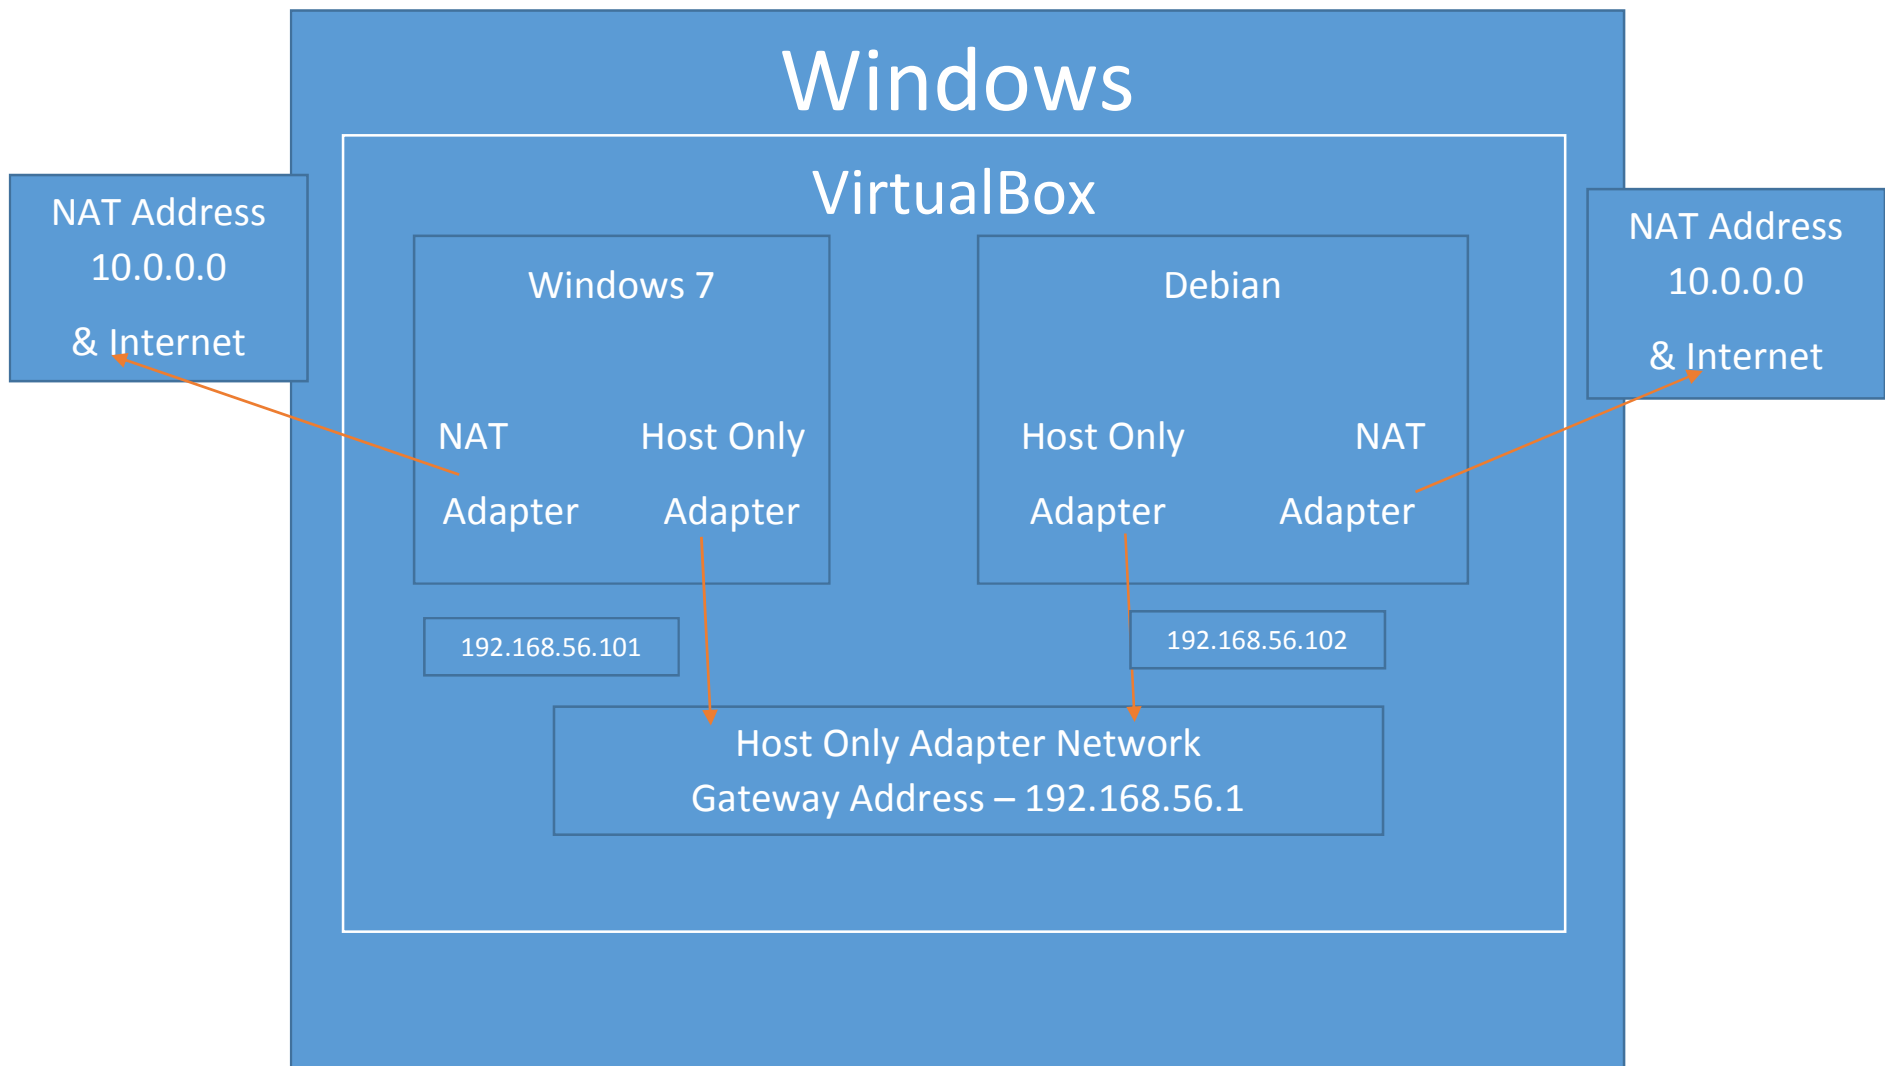 Windows
VirtualBox
NAT Address
10.0.0.0
& Internet
Windows 7
NAT Host Only
Adapter Adapter
Debian
Host Only NAT
Adapter Adapter
NAT Address
10.0.0.0
& Internet
192.168.56.101
192.168.56.102
Host Only Adapter Network
Gateway Address – 192.168.56.1